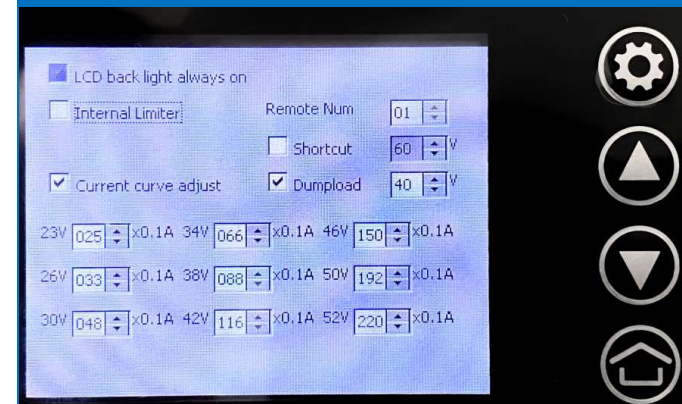 LCD back light always on
Internal Limiter Remote Num 01
Shortcut 60 V
Current curve adjust Dumpload 40 V
23V 025 x0.1A 34V 066 x0.1A 46V 150 x0.1A
26V 033 x0.1A 38V 088 x0.1A 50V 192 x0.1A
30V 048 x0.1A 42V 116 x0.1A 52V 220 x0.1A